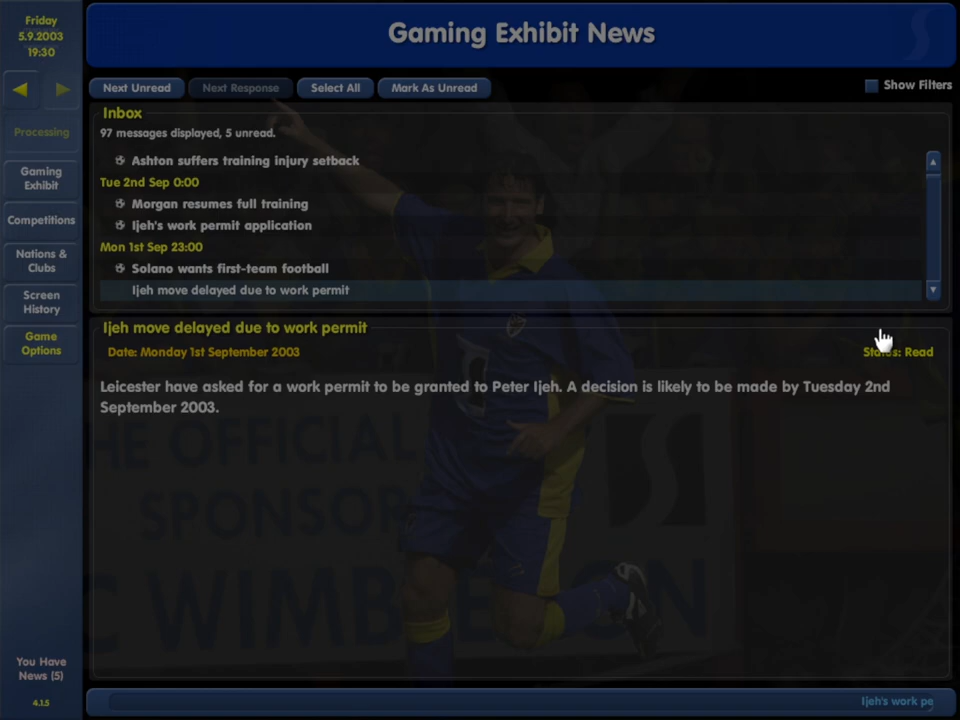 Friday
5.9.2003
19:30
Processing
Gaming
Exhibit
Competitions
Nations &
Clubs
Screen
History
Game
Options
You Have
News (5)
4.1.5
Gaming Exhibit News
Next Unread
Next Response
Select All
Mark As Unread
Show Filters
Inbox
97 messages displayed, 5 unread.
Ashton suffers training injury setback
Tue 2nd Sep 0:00
Morgan resumes full training
Ijeh's work permit application
Mon 1st Sep 23:00
Solano wants first-team football
Ijeh move delayed due to work permit
Ijeh move delayed due to work permit
Date: Monday 1st September 2003
Status: Read
Leicester have asked for a work permit to be granted to Peter Ijeh. A decision is likely to be made by Tuesday 2nd
September 2003.
HE OFFICIAL
SPONSOR
C WIMB
ON
Ijeh's work pe